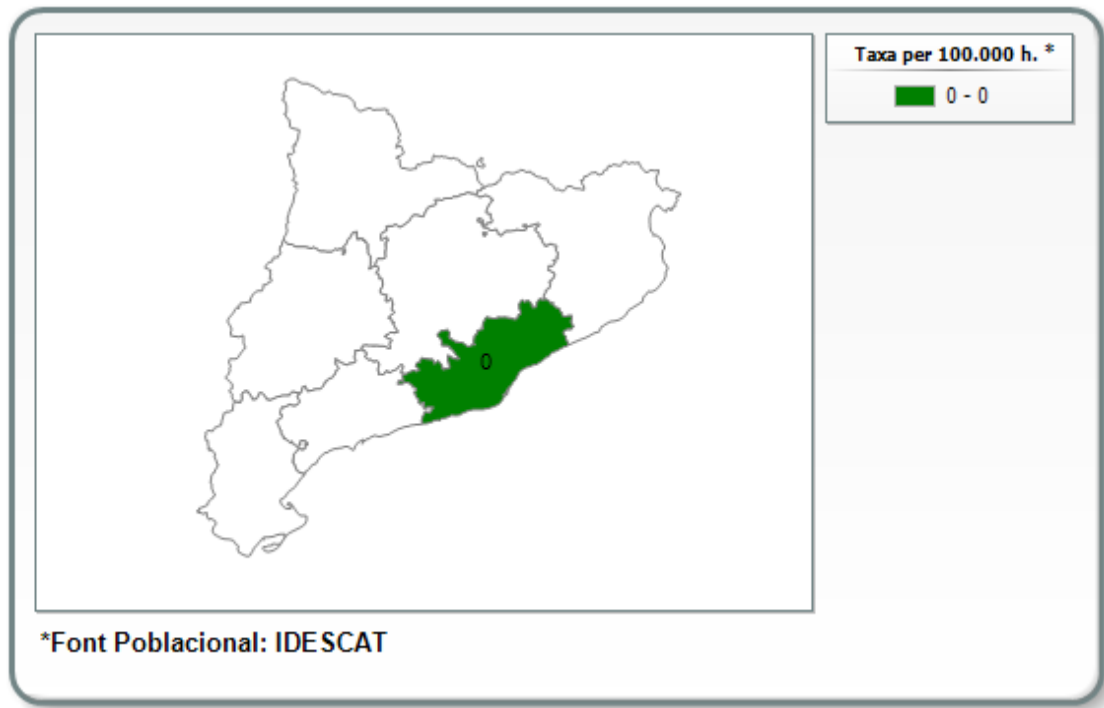 Taxa per 100.000 h. *
0 - 0
0
*Font Poblacional: IDESCAT